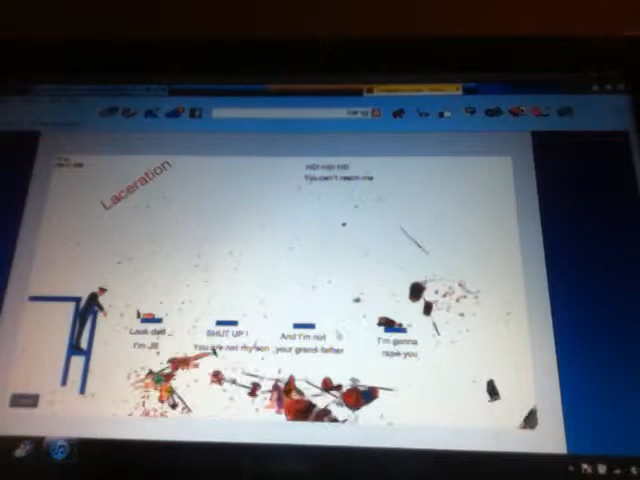 Laceration
HO! HO! HO!
You can't reach me
Look dad ..
I'm JB
SHUT UP !
You are not my son
And I'm not
your grand-father
I'm gonna
you
bing